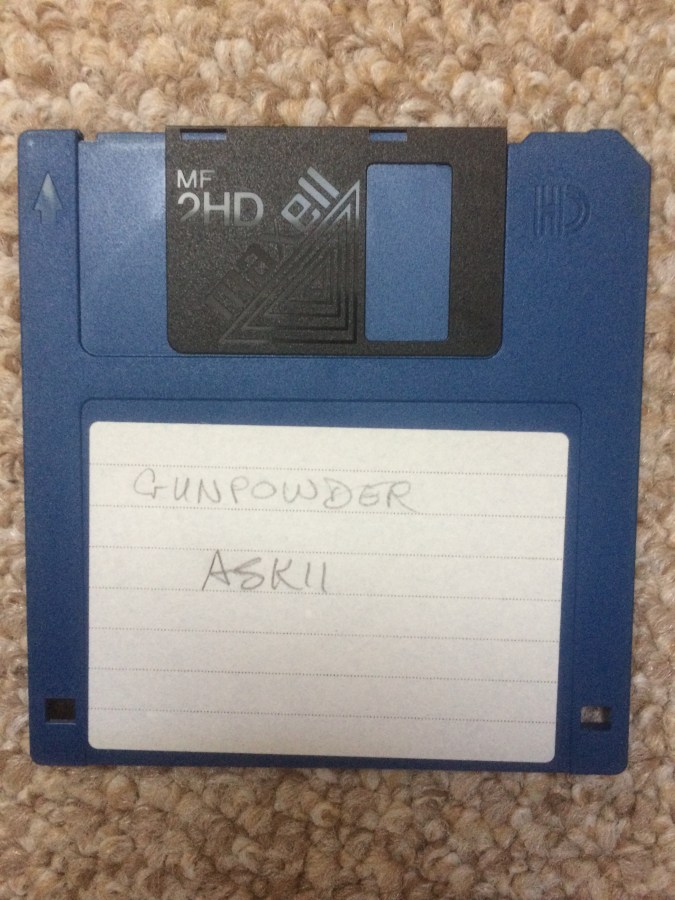 MF
2HD
maxell
HD
GUNPOWDER
ASKII